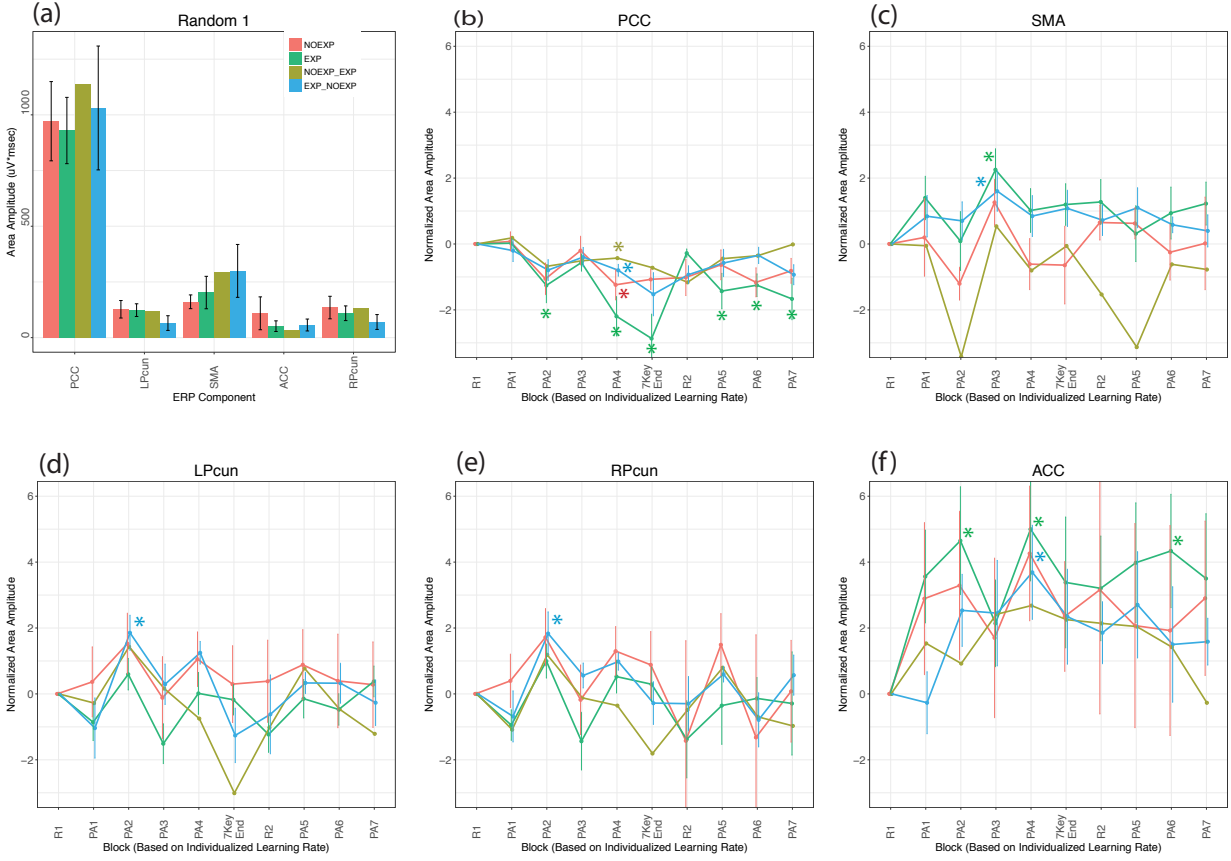 (a)
Random 1
NOEXP
EXP
NOEXP_EXP
EXP_NOEXP
Area Amplitude (uV*msec)
1000
500
0
PCC
LPcun
SMA
ACC
RPcun
ERP Component
(b)
PCC
Normalized Area Amplitude
6
4
2
0
−2
R1
PA1
PA2
PA3
PA4
7Key
End
R2
PA5
PA6
PA7
Block (Based on Individualized Learning Rate)
(c)
SMA
Normalized Area Amplitude
6
4
2
0
−2
R1
PA1
PA2
PA3
PA4
7Key
End
R2
PA5
PA6
PA7
Block (Based on Individualized Learning Rate)
(d)
LPcun
Normalized Area Amplitude
6
4
2
0
−2
R1
PA1
PA2
PA3
PA4
7Key
End
R2
PA5
PA6
PA7
Block (Based on Individualized Learning Rate)
(e)
RPcun
Normalized Area Amplitude
6
4
2
0
−2
R1
PA1
PA2
PA3
PA4
7Key
End
R2
PA5
PA6
PA7
Block (Based on Individualized Learning Rate)
(f)
ACC
Normalized Area Amplitude
6
4
2
0
−2
R1
PA1
PA2
PA3
PA4
7Key
End
R2
PA5
PA6
PA7
Block (Based on Individualized Learning Rate)